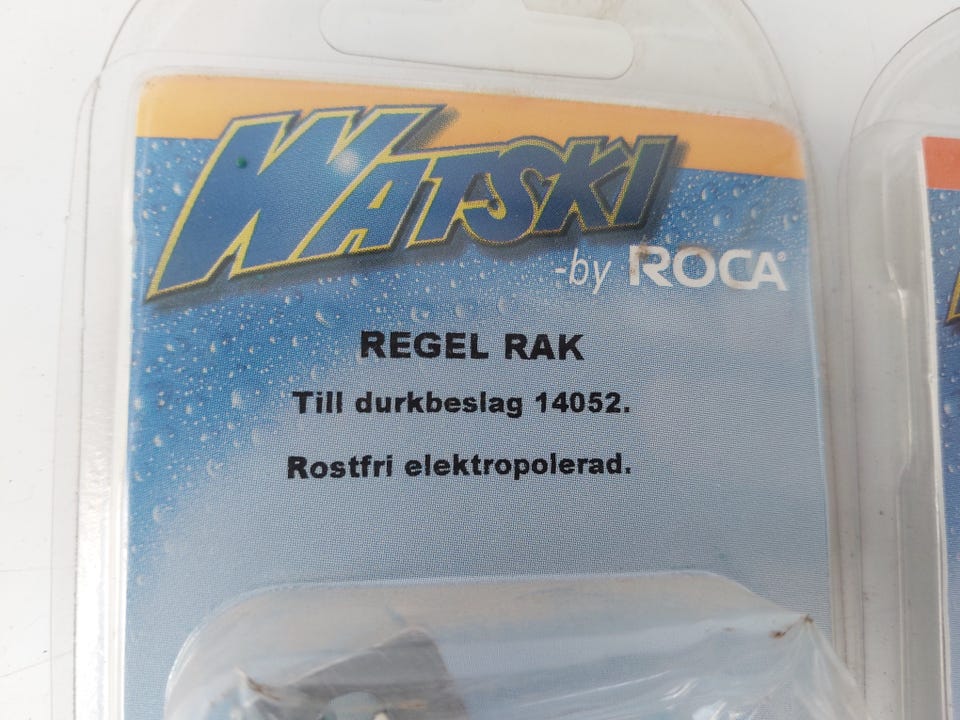 WATSKI
-by ROCA®
REGEL RAK
Till durkbeslag 14052.
Rostfri elektropolerad.